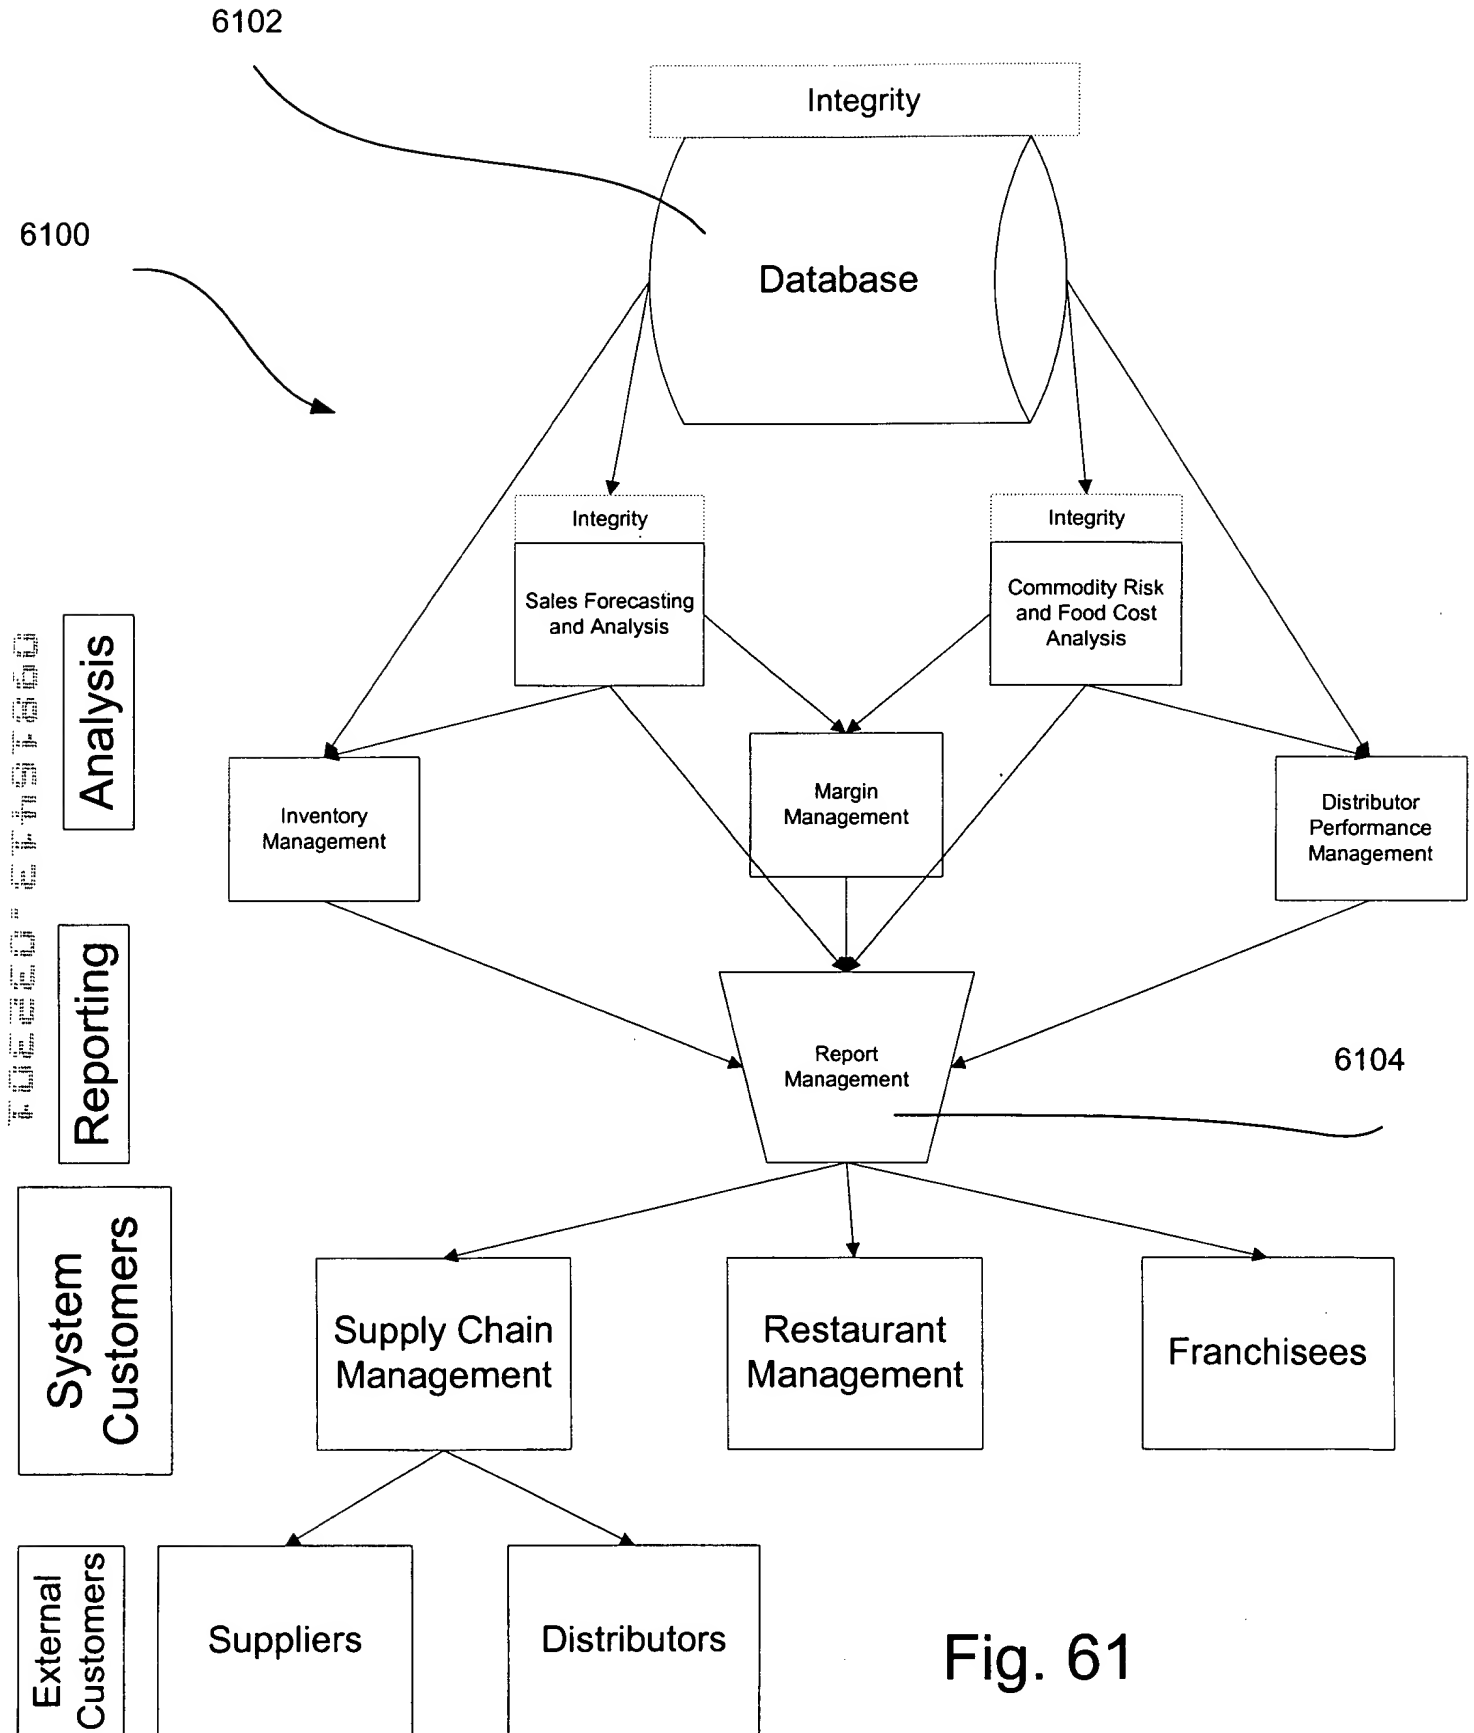 6102
Integrity
6100
Database
Integrity
Integrity
Sales Forecasting
and Analysis
Commodity Risk
and Food Cost
Analysis
Analysis
Inventory
Management
Margin
Management
Distributor
Performance
Management
Reporting
Report
Management
6104
System
Customers
Supply Chain
Management
Restaurant
Management
Franchisees
External
Customers
Suppliers
Distributors
Fig. 61